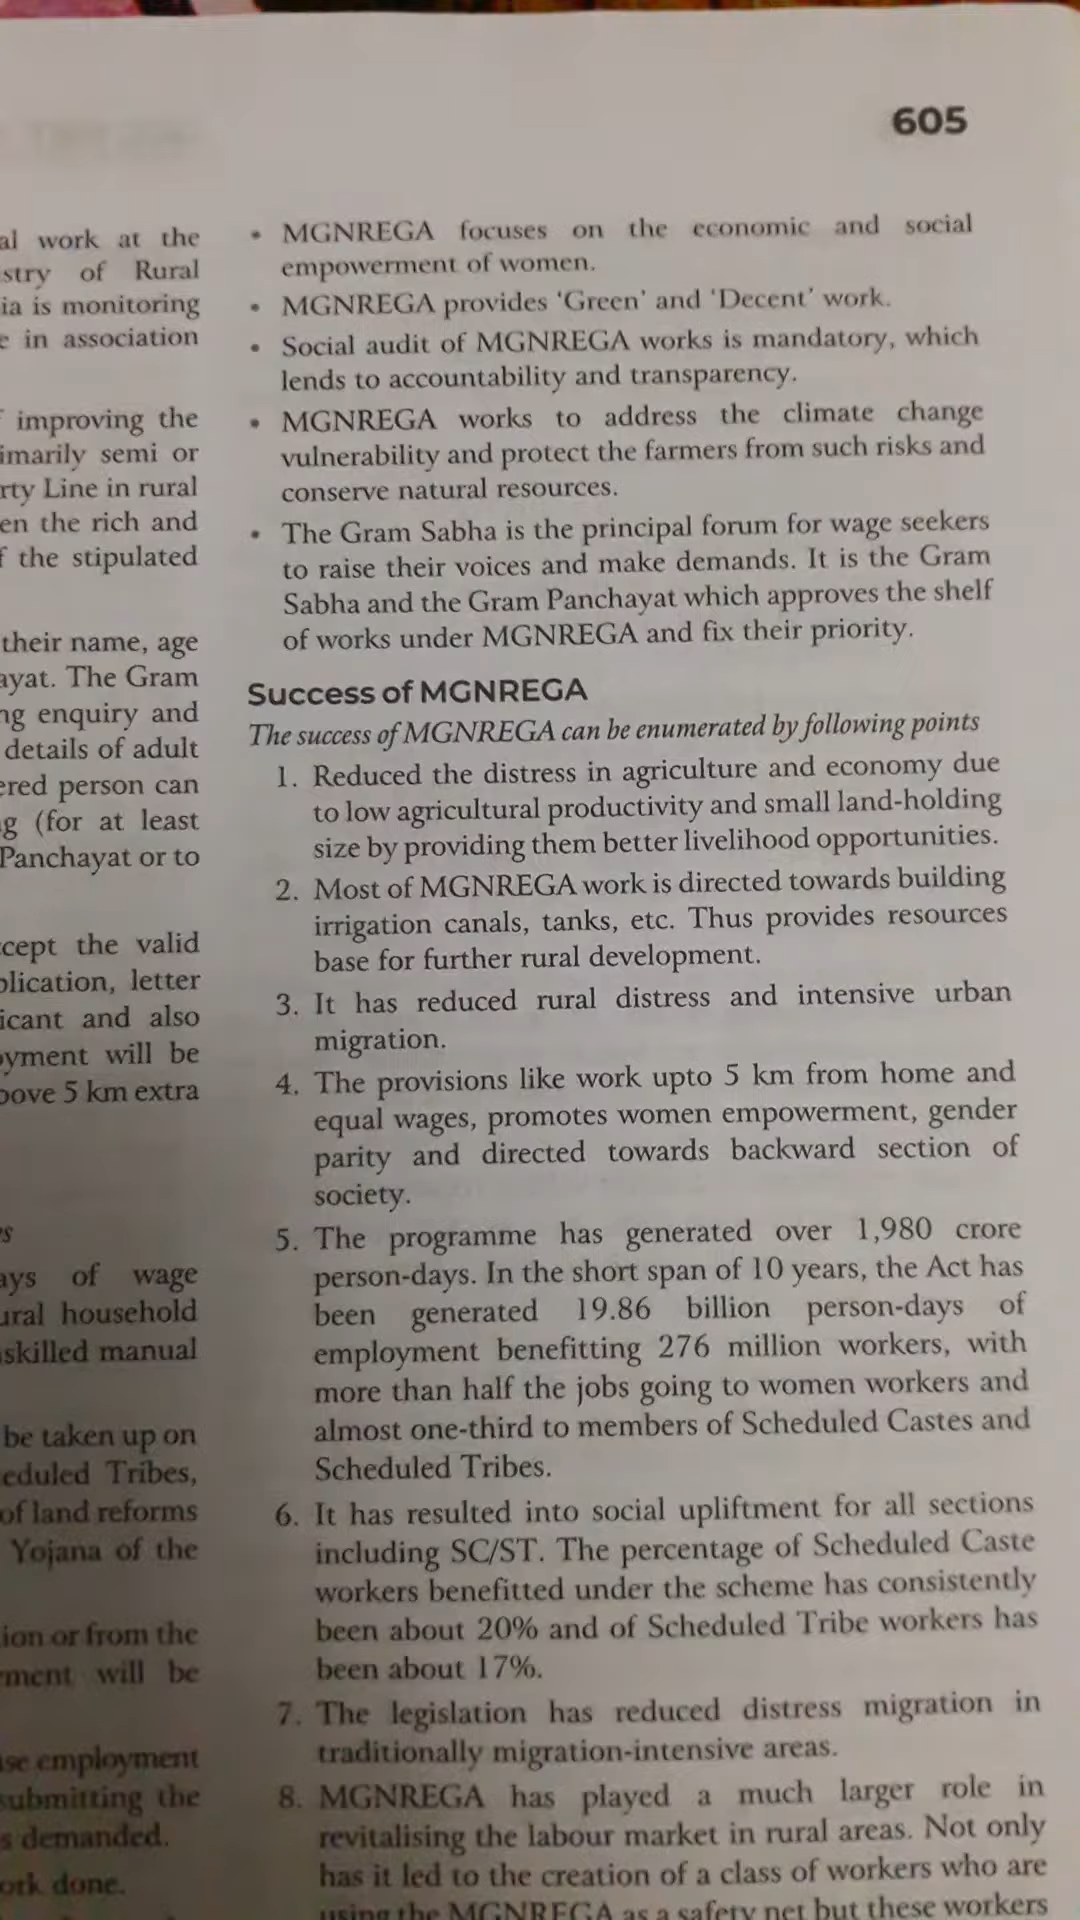 605
al work at the
stry of Rural
ia is monitoring
e in association
improving the
imarily semi or
rty Line in rural
en the rich and
f the stipulated
their name, age
ayat. The Gram
ng enquiry and
details of adult
ered person can
g (for at least
Panchayat or to
cept the valid
plication, letter
icant and also
oyment will be
bove 5 km extra
s
ays of wage
ural household
skilled manual
be taken up on
eduled Tribes,
of land reforms
Yojana of the
ion or from the
ment will be
se employment
submitting the
s demanded.
ork done.
• MGNREGA focuses on the economic and social
empowerment of women.
• MGNREGA provides 'Green' and 'Decent' work.
• Social audit of MGNREGA works is mandatory, which
lends to accountability and transparency.
• MGNREGA works to address the climate change
vulnerability and protect the farmers from such risks and
conserve natural resources.
• The Gram Sabha is the principal forum for wage seekers
to raise their voices and make demands. It is the Gram
Sabha and the Gram Panchayat which approves the shelf
of works under MGNREGA and fix their priority.
Success of MGNREGA
The success of MGNREGA can be enumerated by following points
1. Reduced the distress in agriculture and economy due
to low agricultural productivity and small land-holding
size by providing them better livelihood opportunities.
2. Most of MGNREGA work is directed towards building
irrigation canals, tanks, etc. Thus provides resources
base for further rural development.
3. It has reduced rural distress and intensive urban
migration.
4. The provisions like work upto 5 km from home and
equal wages, promotes women empowerment, gender
parity and directed towards backward section of
society.
5. The programme has generated over 1,980 crore
person-days. In the short span of 10 years, the Act has
been generated 19.86 billion person-days of
employment benefitting 276 million workers, with
more than half the jobs going to women workers and
almost one-third to members of Scheduled Castes and
Scheduled Tribes.
6. It has resulted into social upliftment for all sections
including SC/ST. The percentage of Scheduled Caste
workers benefitted under the scheme has consistently
been about 20% and of Scheduled Tribe workers has
been about 17%.
7. The legislation has reduced distress migration in
traditionally migration-intensive areas.
8. MGNREGA has played a much larger role in
revitalising the labour market in rural areas. Not only
has it led to the creation of a class of workers who are
using the MGNREGA as a safety net but these workers